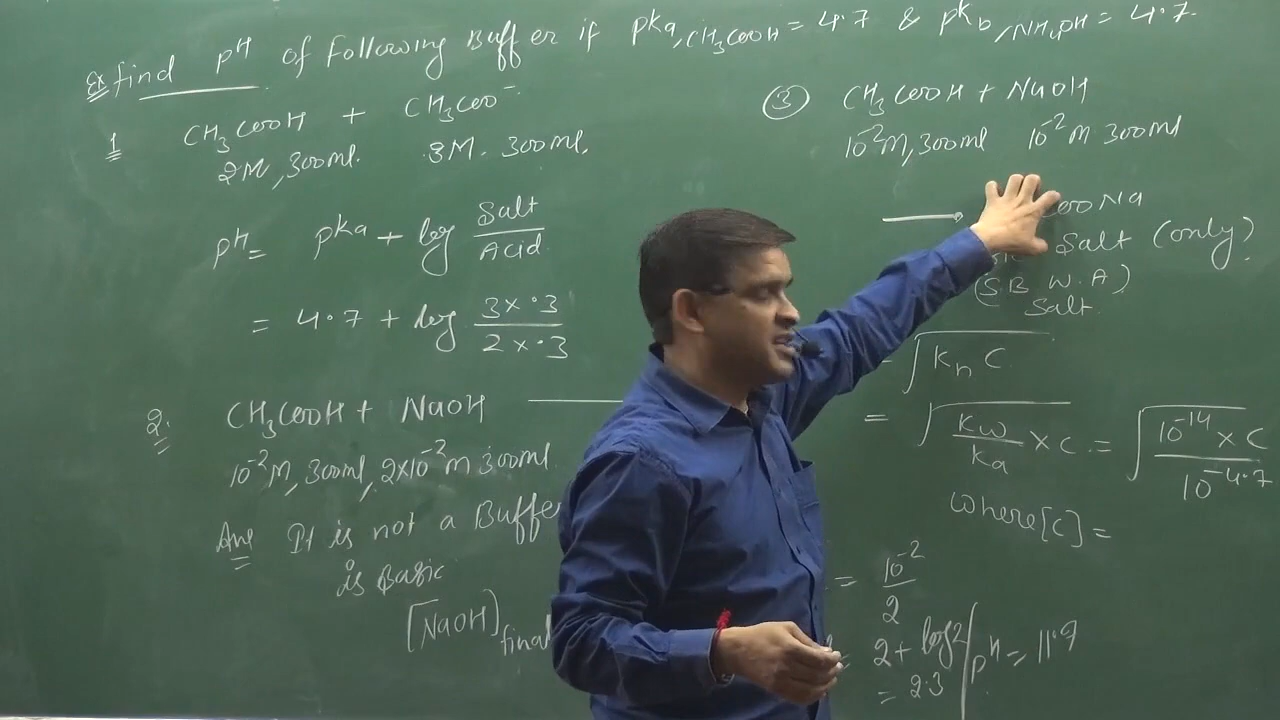 Ex find pH of Following Buffer if pka, CH3COOH = 4.7 & pkb, NH4OH = 4.7.
1 CH3COOH + CH3COO-
2M, 300ml. 3M. 300ml.
pH = pka + log Salt / Acid
= 4.7 + log 3×.3 / 2×.3
2. CH3COOH + NaOH
10-2M, 300ml, 2×10-2M 300ml
Ans It is not a Buffer
is Basic
[NaOH]final
= 10-2 / 2
2 + log2
= 2.3
pH = 11.7
③ CH3COOH + NaOH
10-2M, 300ml 10-2M 300ml
→ COONa
Salt (only)
(S.B W.A)
Salt.
= √Kh C
= √Kw/Ka × C = √10-14 × C / 10-4.7
Where [C] =